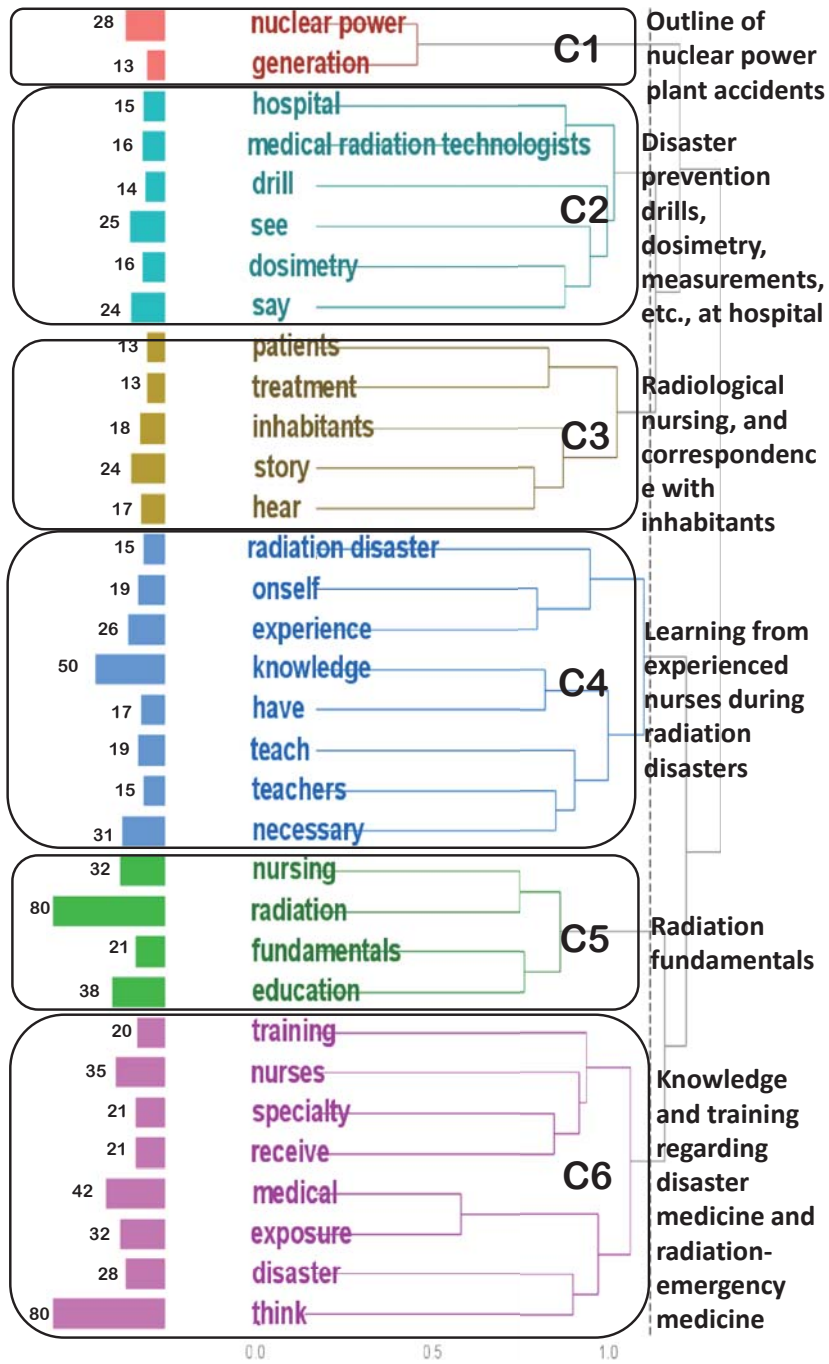 28 nuclear power
13 generation
C1
Outline of
nuclear power
plant accidents
15 hospital
16 medical radiation technologists
14 drill
25 see
16 dosimetry
24 say
C2
Disaster
prevention
drills,
dosimetry,
measurements,
etc., at hospital
13 patients
13 treatment
18 inhabitants
24 story
17 hear
C3
Radiological
nursing, and
correspondenc
e with
inhabitants
15 radiation disaster
19 onself
26 experience
50 knowledge
17 have
19 teach
15 teachers
31 necessary
C4
Learning from
experienced
nurses during
radiation
disasters
32 nursing
80 radiation
21 fundamentals
38 education
C5
Radiation
fundamentals
20 training
35 nurses
21 specialty
21 receive
42 medical
32 exposure
28 disaster
80 think
C6
Knowledge
and training
regarding
disaster
medicine and
radiation-
emergency
medicine
0.0 0.5 1.0